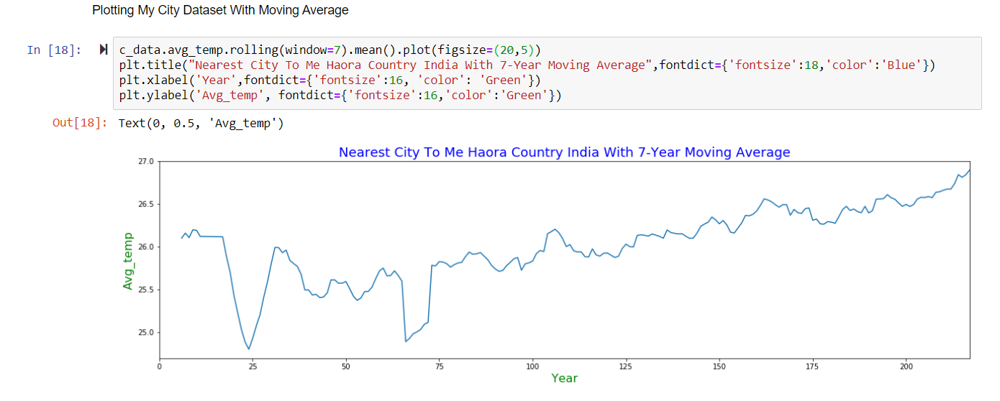 Plotting My City Dataset With Moving Average
In [18]:
c_data.avg_temp.rolling(window=7).mean().plot(figsize=(20,5))
plt.title("Nearest City To Me Haora Country India With 7-Year Moving Average",fontdict={'fontsize':18,'color':'Blue'})
plt.xlabel('Year',fontdict={'fontsize':16, 'color': 'Green'})
plt.ylabel('Avg_temp', fontdict={'fontsize':16,'color':'Green'})
Out[18]: Text(0, 0.5, 'Avg_temp')
Nearest City To Me Haora Country India With 7-Year Moving Average
27.0
26.5
26.0
25.5
25.0
Avg_temp
0 25 50 75 100 125 150 175 200
Year